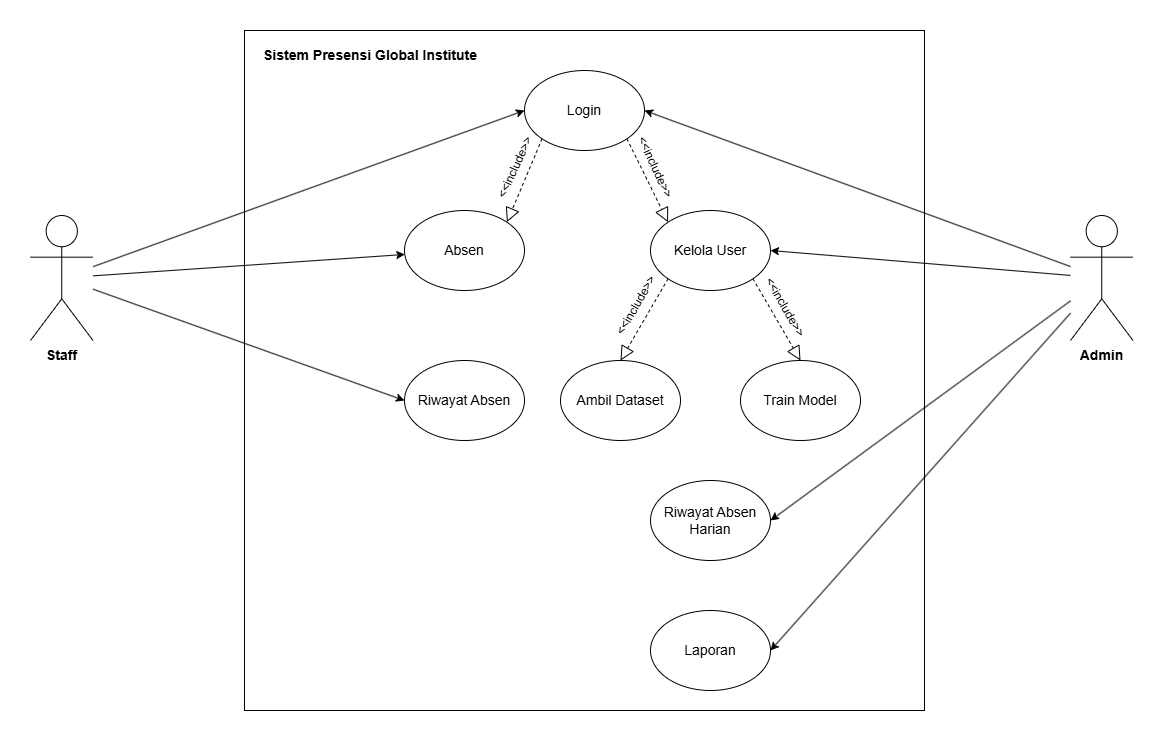 Sistem Presensi Global Institute
Login
<<include>>
<<include>>
Absen
Kelola User
<<include>>
<<include>>
Staff
Admin
Riwayat Absen
Ambil Dataset
Train Model
Riwayat Absen
Harian
Laporan